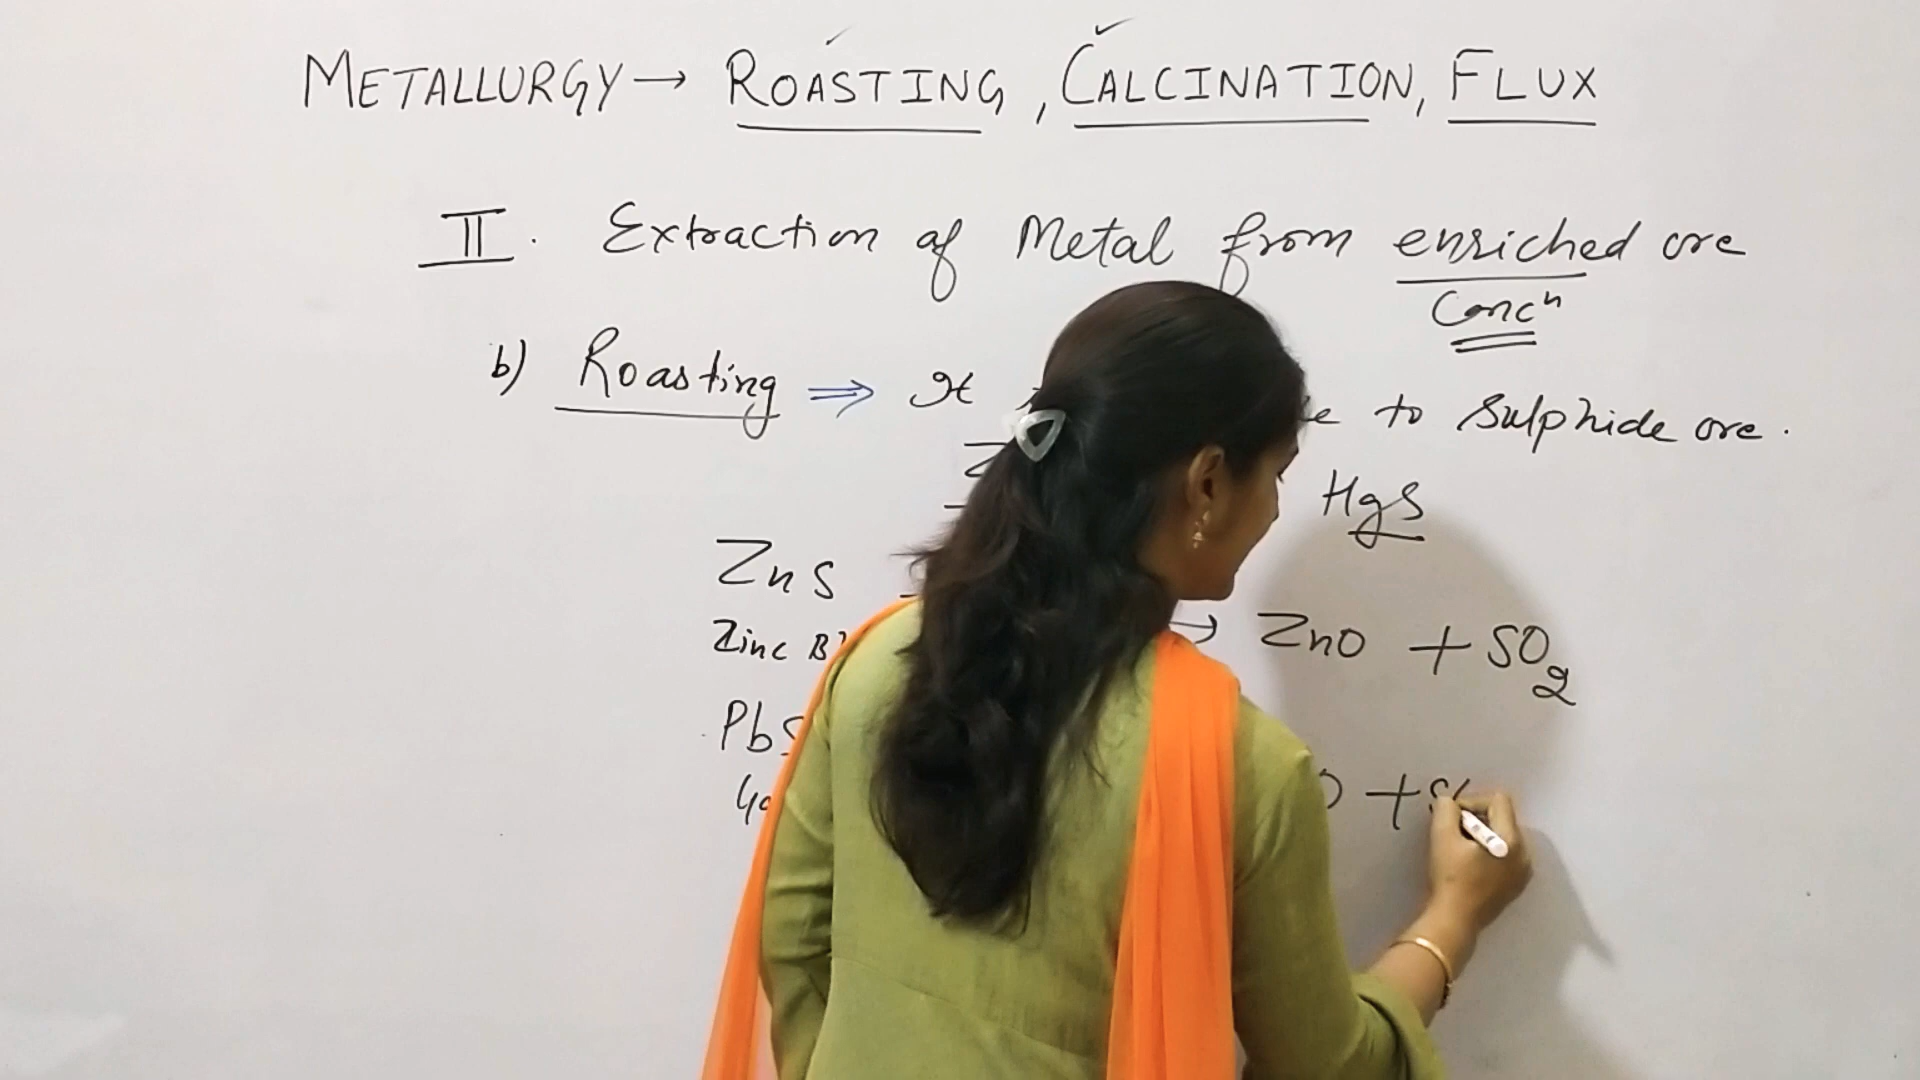 METALLURGY → ROASTING, CALCINATION, FLUX
II. Extraction of Metal from enriched ore
Concⁿ
b) Roasting ⇒ It to Sulphide ore.
HgS
ZnS → ZnO + SO₂
Zinc
PbS +